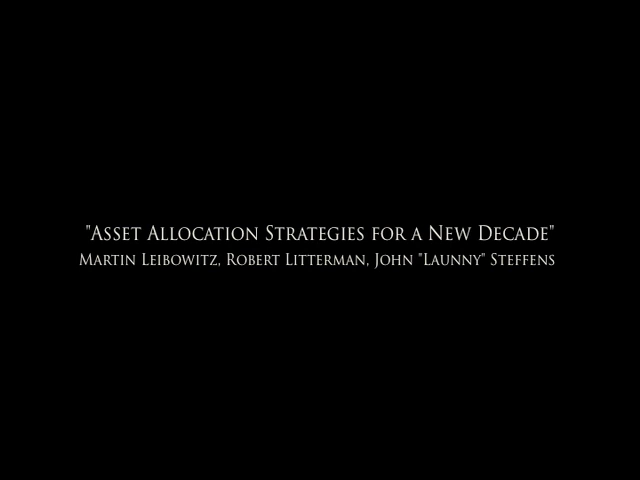 "Asset Allocation Strategies for a New Decade"
Martin Leibowitz, Robert Litterman, John "Launny" Steffens